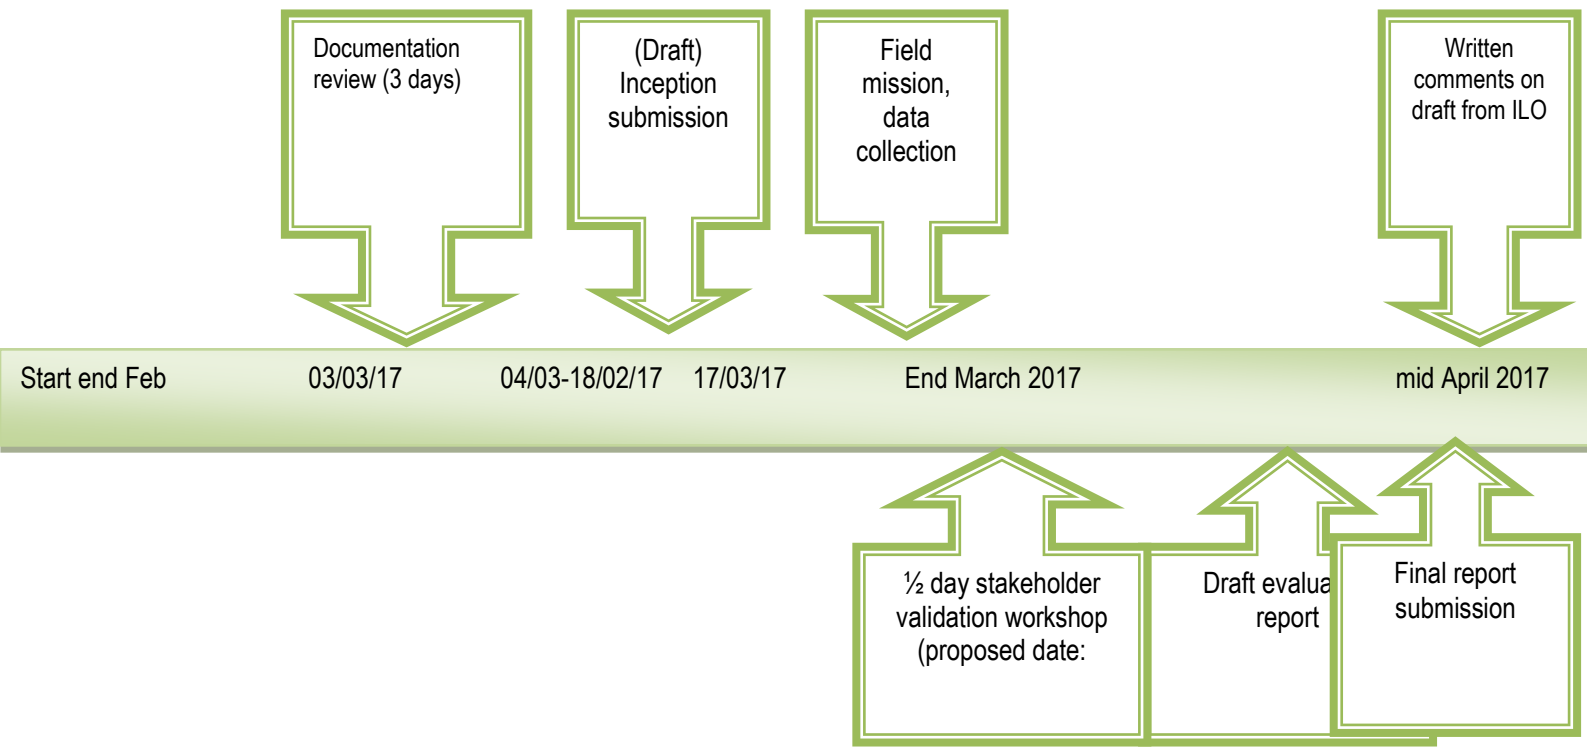 Documentation
review (3 days)
(Draft)
Inception
submission
Field
mission,
data
collection
Written
comments on
draft from ILO
Start end Feb
03/03/17
04/03-18/02/17
17/03/17
End March 2017
mid April 2017
½ day stakeholder
validation workshop
(proposed date:
Draft
report
Final report
submission